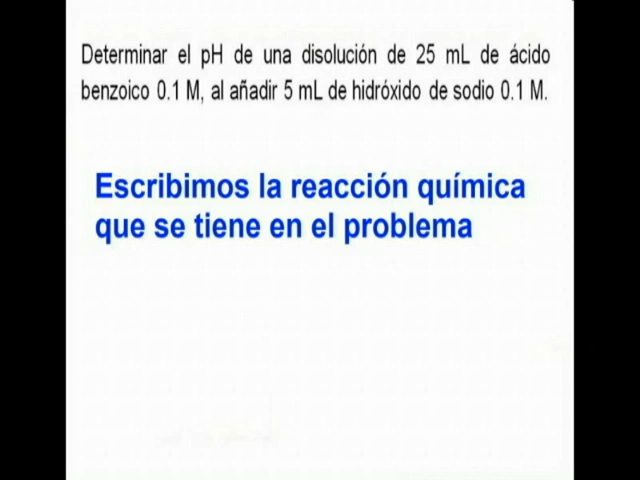 Determinar el pH de una disolución de 25 mL de ácido
benzoico 0.1 M, al añadir 5 mL de hidróxido de sodio 0.1 M.
Escribimos la reacción química
que se tiene en el problema